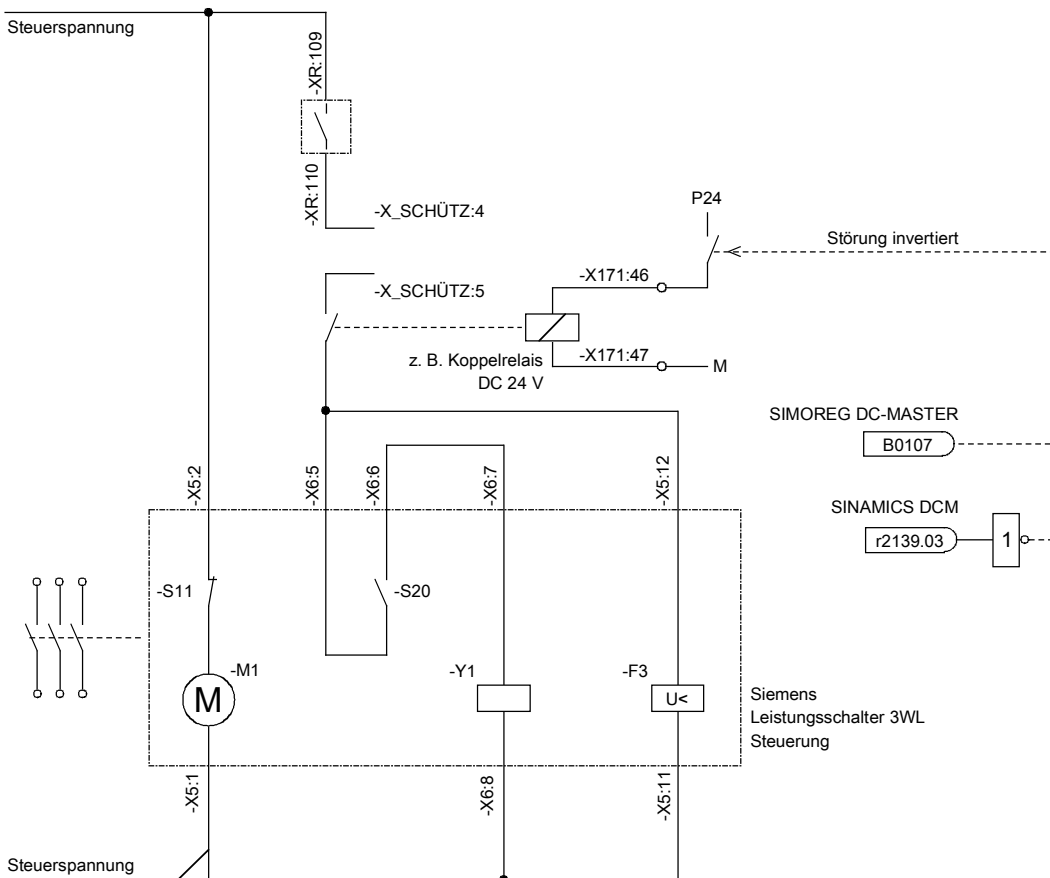 Steuerspannung
-XR:109
-XR:110
-X_SCHÜTZ:4
P24
Störung invertiert
-X171:46
-X_SCHÜTZ:5
z. B. Koppelrelais
DC 24 V
-X171:47
M
SIMOREG DC-MASTER
B0107
-X5:2
-X6:5
-X6:6
-X6:7
-X5:12
SINAMICS DCM
r2139.03
1
-S11
-S20
-M1
M
-Y1
-F3
U<
Siemens
Leistungsschalter 3WL
Steuerung
-X5:1
-X6:8
-X5:11
Steuerspannung